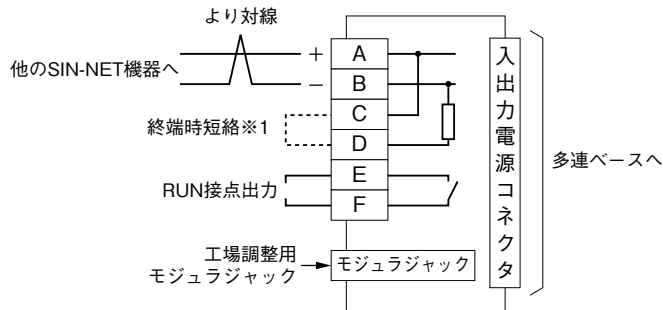 より対線
他のSIN-NET機器へ
+
−
A
B
C
D
E
F
終端時短絡※1
RUN接点出力
工場調整用
モジュラジャック
モジュラジャック
入出力電源コネクタ
多連ベースへ